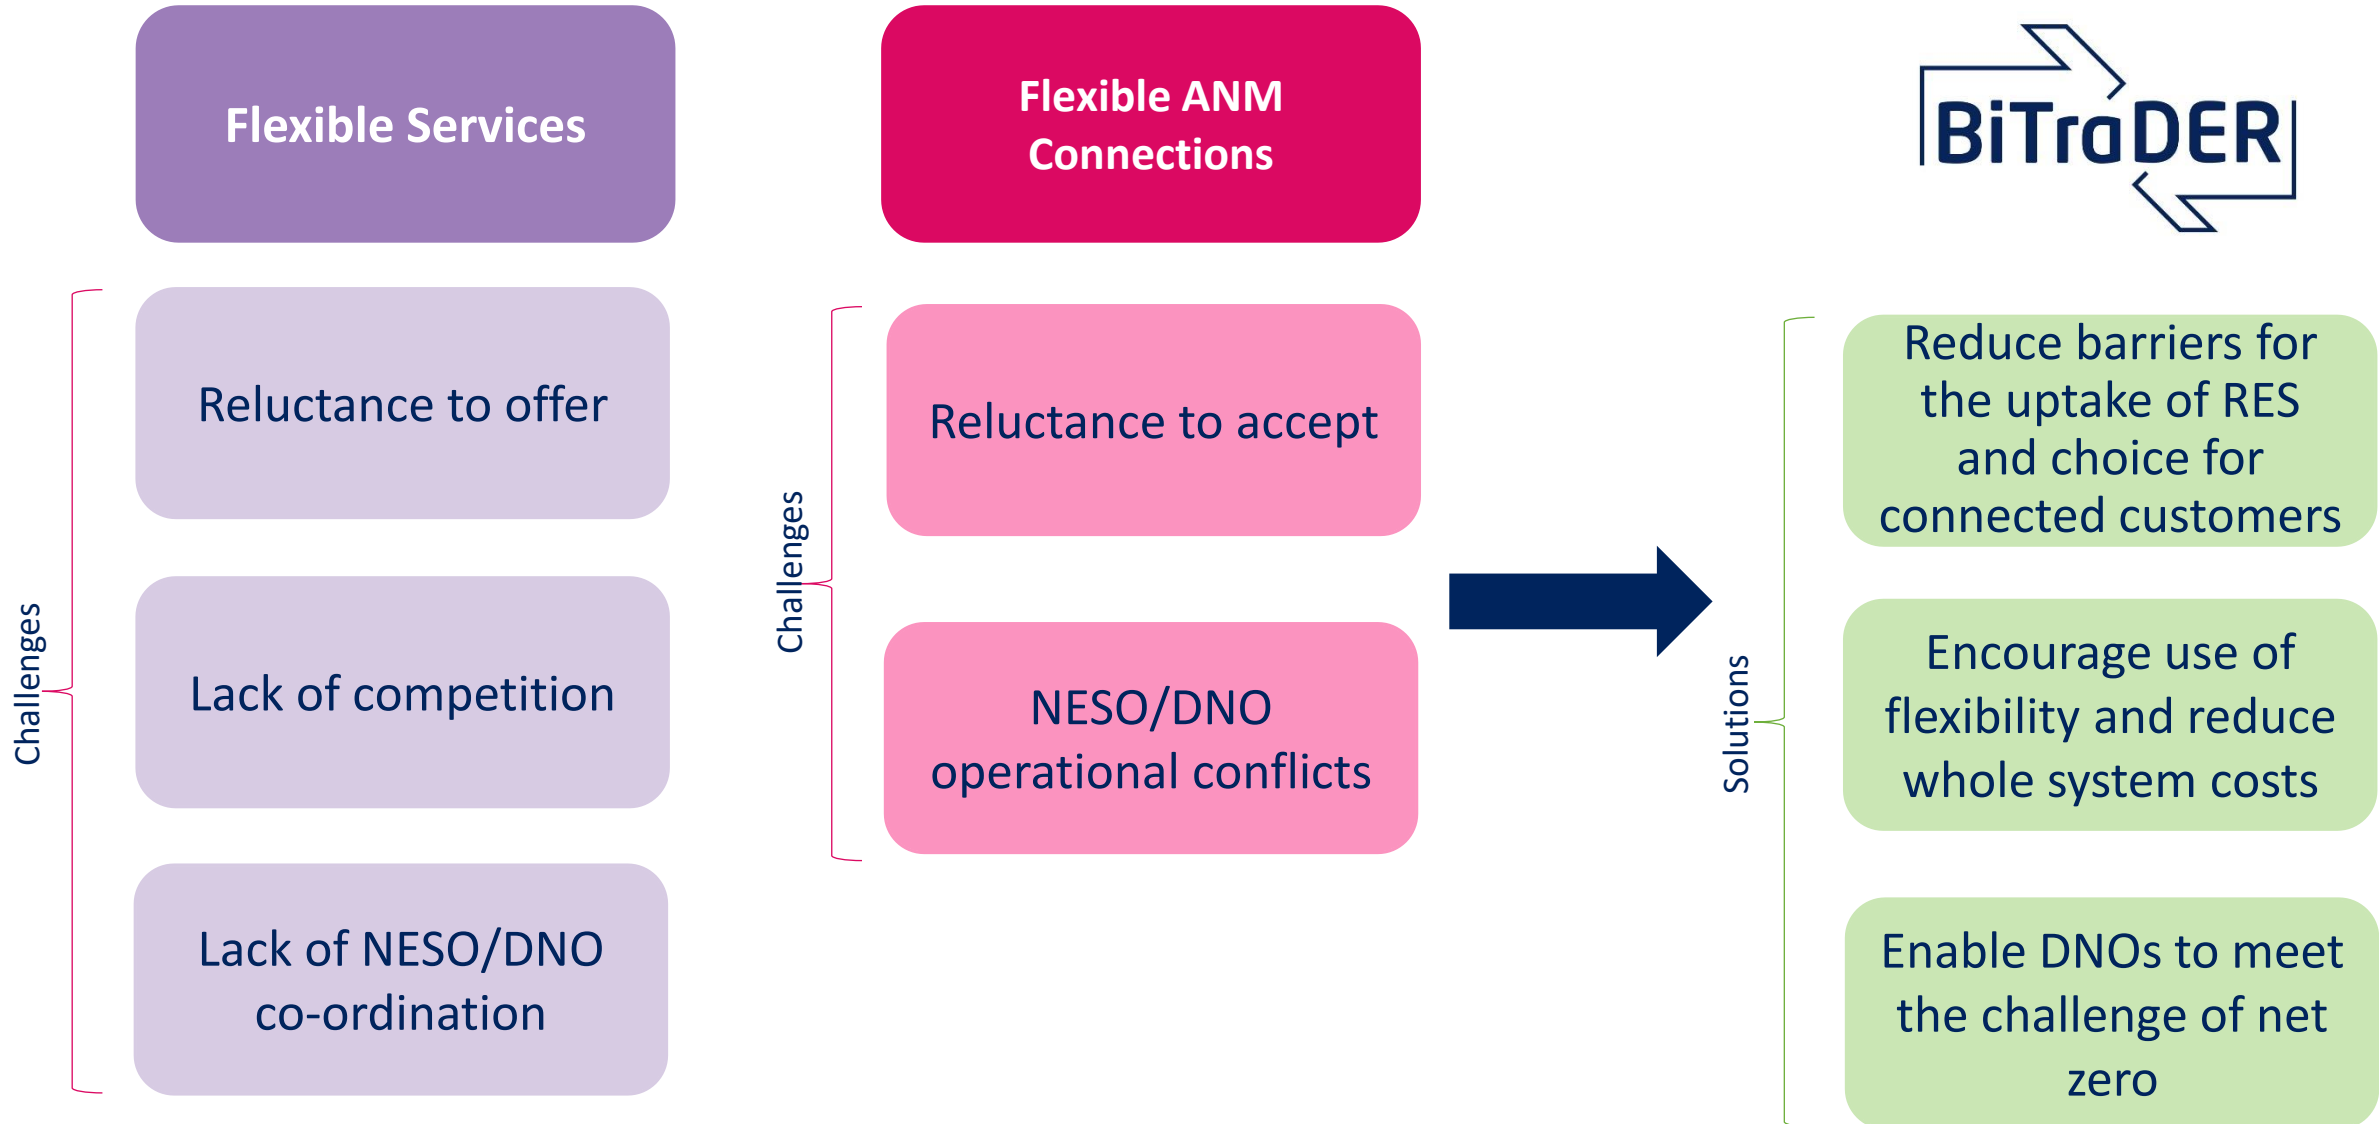 Flexible Services
Challenges
Reluctance to offer
Lack of competition
Lack of NESO/DNO
co-ordination
Flexible ANM
Connections
Challenges
Reluctance to accept
NESO/DNO
operational conflicts
BiTraDER
Solutions
Reduce barriers for
the uptake of RES
and choice for
connected customers
Encourage use of
flexibility and reduce
whole system costs
Enable DNOs to meet
the challenge of net
zero